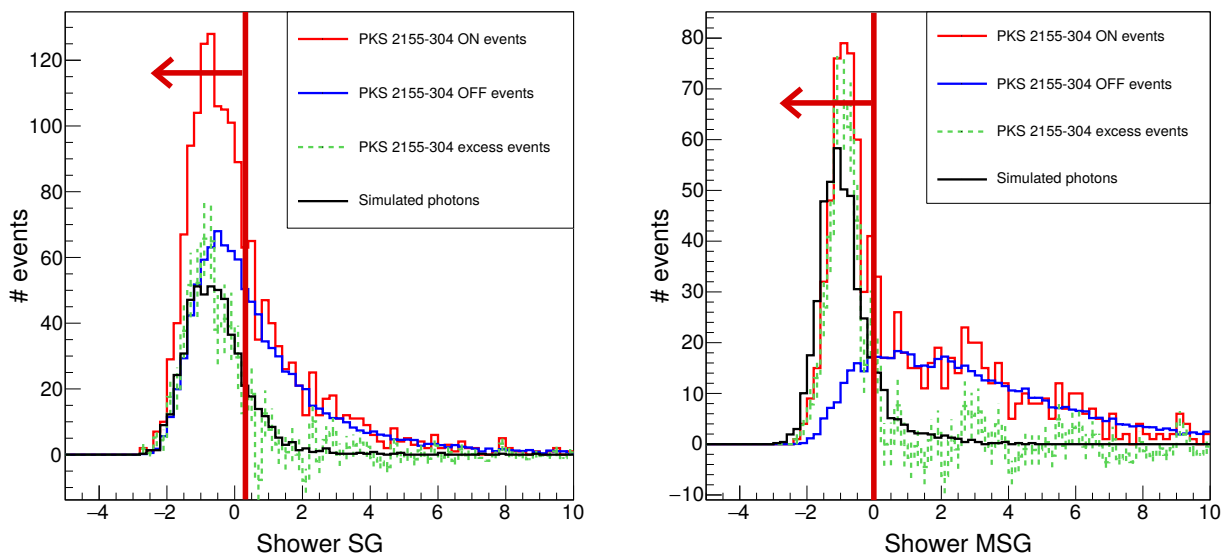 # events
120
100
80
60
40
20
0
−4
−2
0
2
4
6
8
10
Shower SG
PKS 2155-304 ON events
PKS 2155-304 OFF events
PKS 2155-304 excess events
Simulated photons
# events
80
70
60
50
40
30
20
10
0
−10
−4
−2
0
2
4
6
8
10
Shower MSG
PKS 2155-304 ON events
PKS 2155-304 OFF events
PKS 2155-304 excess events
Simulated photons